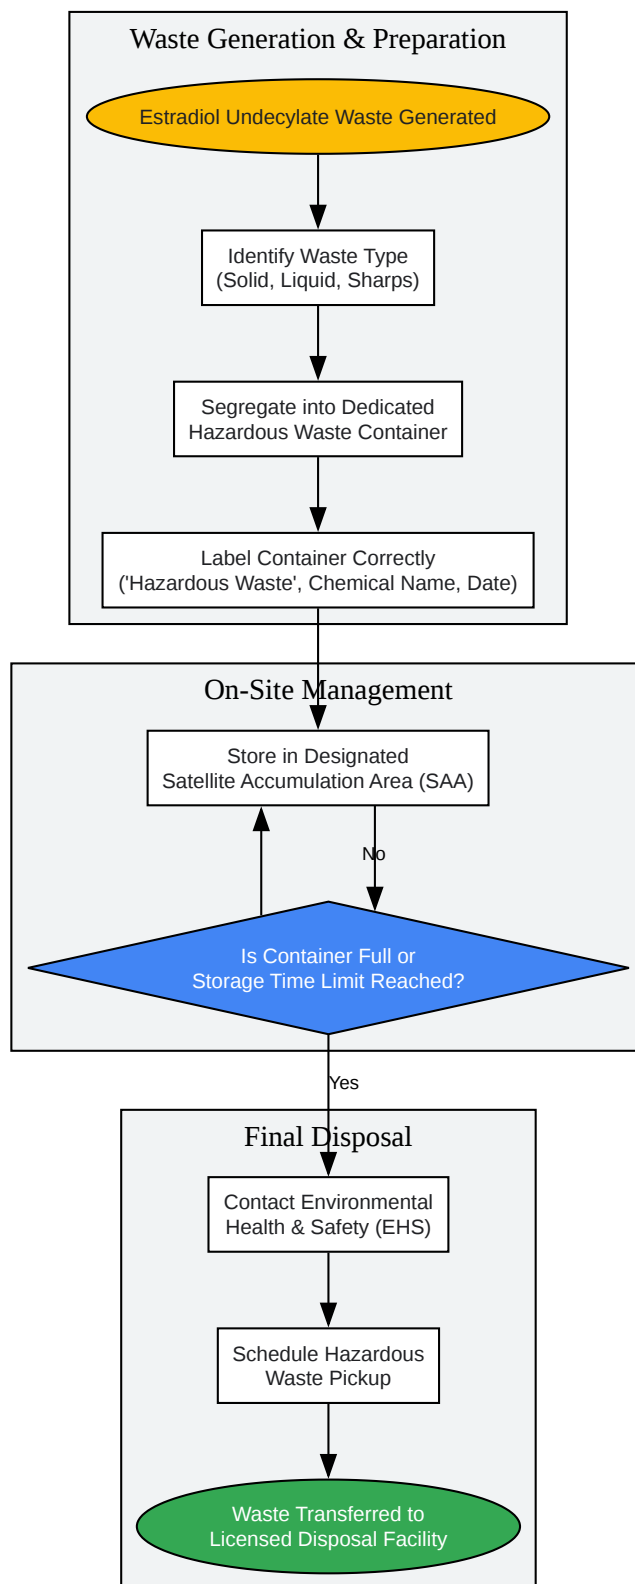 Waste Generation & Preparation
Estradiol Undecylate Waste Generated
Identify Waste Type
(Solid, Liquid, Sharps)
Segregate into Dedicated
Hazardous Waste Container
Label Container Correctly
('Hazardous Waste', Chemical Name, Date)
On-Site Management
Store in Designated
Satellite Accumulation Area (SAA)
No
Is Container Full or
Storage Time Limit Reached?
Yes
Final Disposal
Contact Environmental
Health & Safety (EHS)
Schedule Hazardous
Waste Pickup
Waste Transferred to
Licensed Disposal Facility